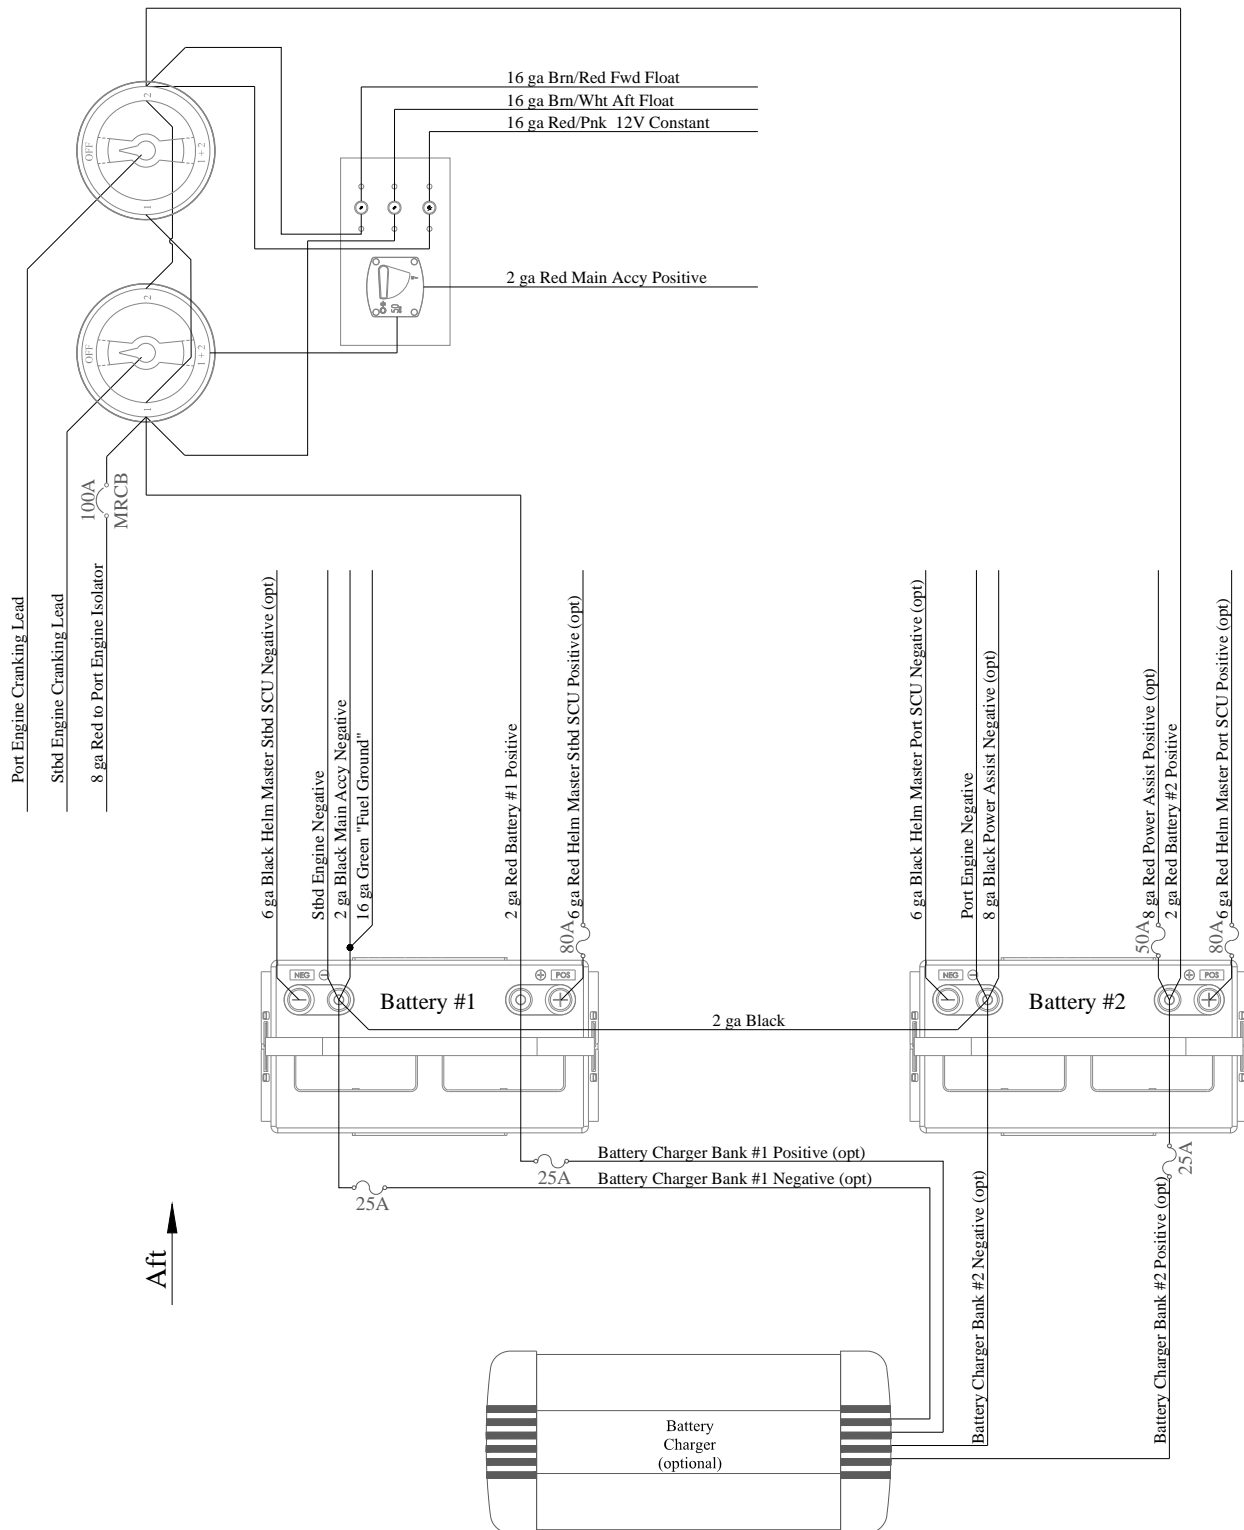 16 ga Brn/Red Fwd Float
16 ga Brn/Wht Aft Float
16 ga Red/Pnk 12V Constant
2
OFF
1 + 2
1
2 ga Red Main Accy Positive
50
2
OFF
1 + 2
1
100A
MRCB
Port Engine Cranking Lead
Stbd Engine Cranking Lead
8 ga Red to Port Engine Isolator
6 ga Black Helm Master Stbd SCU Negative (opt)
Stbd Engine Negative
2 ga Black Main Accy Negative
16 ga Green "Fuel Ground"
2 ga Red Battery #1 Positive
80A
6 ga Red Helm Master Stbd SCU Positive (opt)
6 ga Black Helm Master Port SCU Negative (opt)
Port Engine Negative
8 ga Black Power Assist Negative (opt)
50A
8 ga Red Power Assist Positive (opt)
2 ga Red Battery #2 Positive
80A
6 ga Red Helm Master Port SCU Positive (opt)
NEG
Battery #1
POS
NEG
Battery #2
POS
2 ga Black
Battery Charger Bank #1 Positive (opt)
25A
Battery Charger Bank #1 Negative (opt)
25A
Battery Charger Bank #2 Negative (opt)
25A
Battery Charger Bank #2 Positive (opt)
Aft
Battery
Charger
(optional)